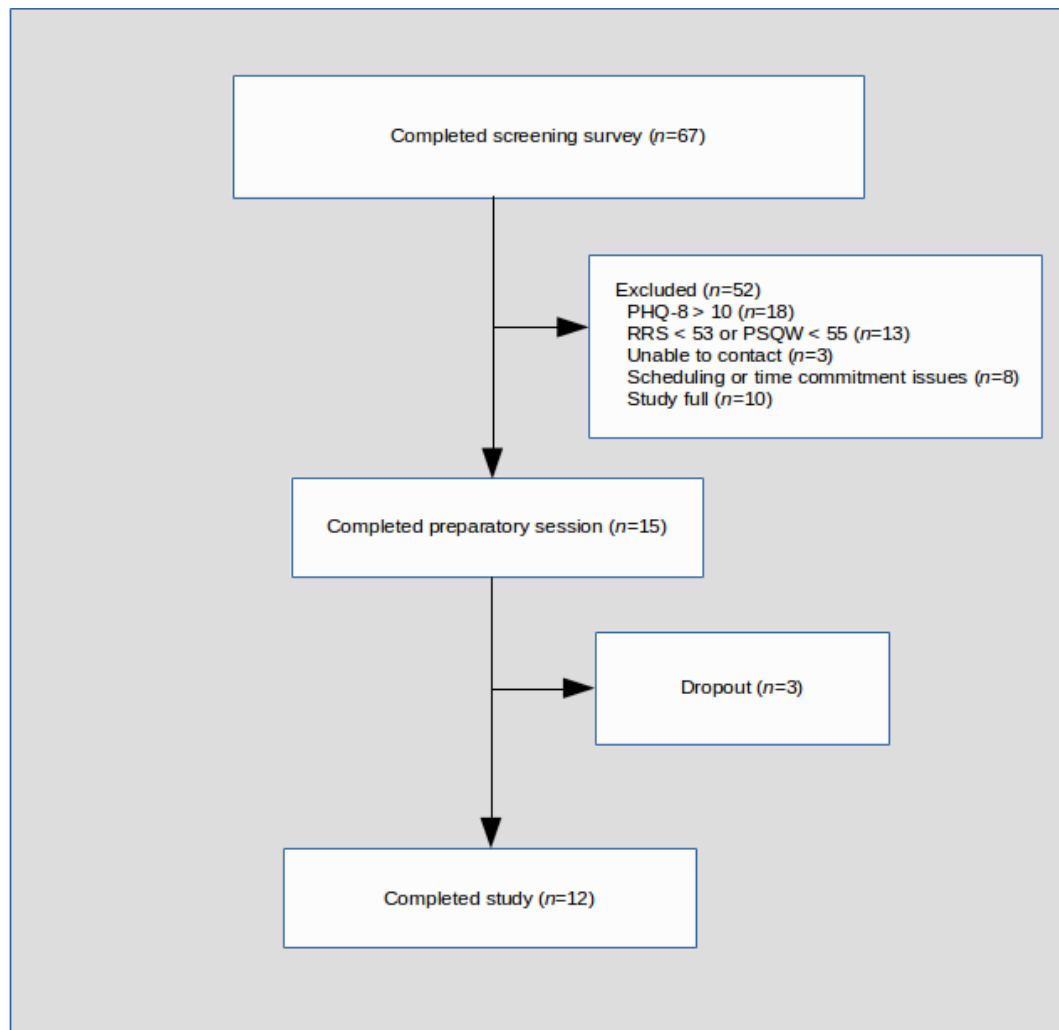 Completed screening survey (n=67)
Excluded (n=52)
PHQ-8 > 10 (n=18)
RRS < 53 or PSQW < 55 (n=13)
Unable to contact (n=3)
Scheduling or time commitment issues (n=8)
Study full (n=10)
Completed preparatory session (n=15)
Dropout (n=3)
Completed study (n=12)